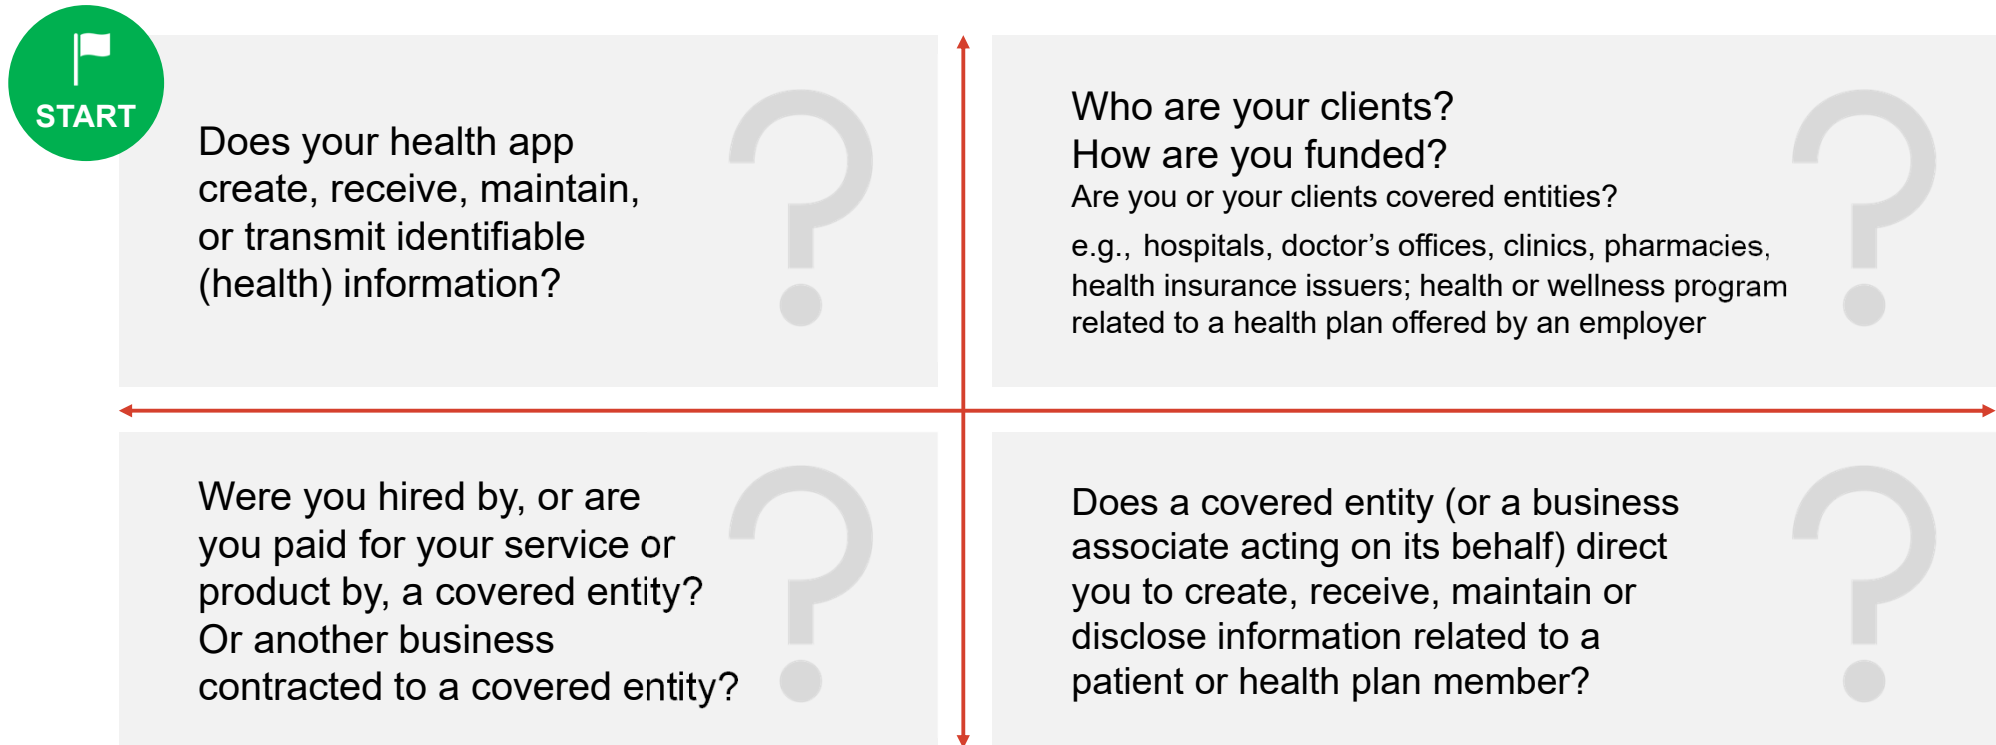 START
Does your health app
create, receive, maintain,
or transmit identifiable
(health) information?
Who are your clients?
How are you funded?
Are you or your clients covered entities?
e.g., hospitals, doctor’s offices, clinics, pharmacies,
health insurance issuers; health or wellness program
related to a health plan offered by an employer
Were you hired by, or are
you paid for your service or
product by, a covered entity?
Or another business
contracted to a covered entity?
Does a covered entity (or a business
associate acting on its behalf) direct
you to create, receive, maintain or
disclose information related to a
patient or health plan member?